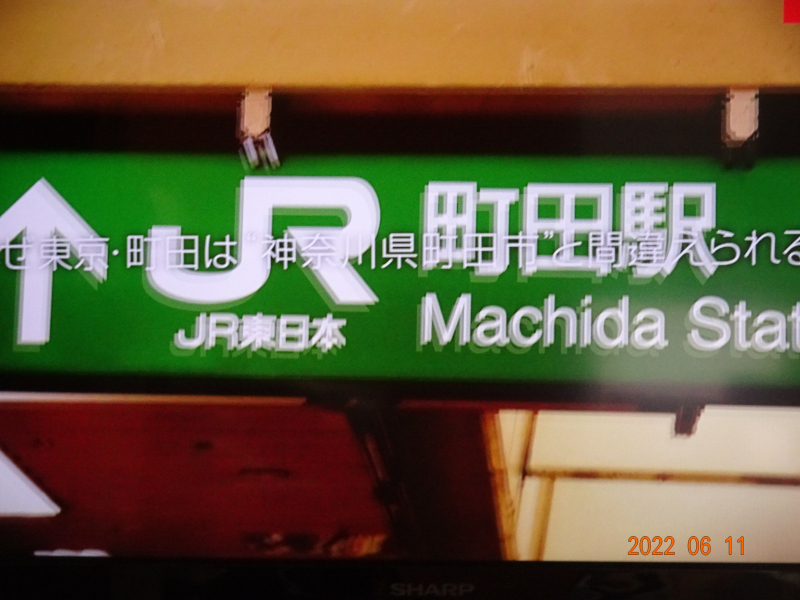 JR 町田駅
せ東京・町田は“神奈川県町田市”と間違えられる
JR東日本 Machida Stat
2022 06 11
SHARP